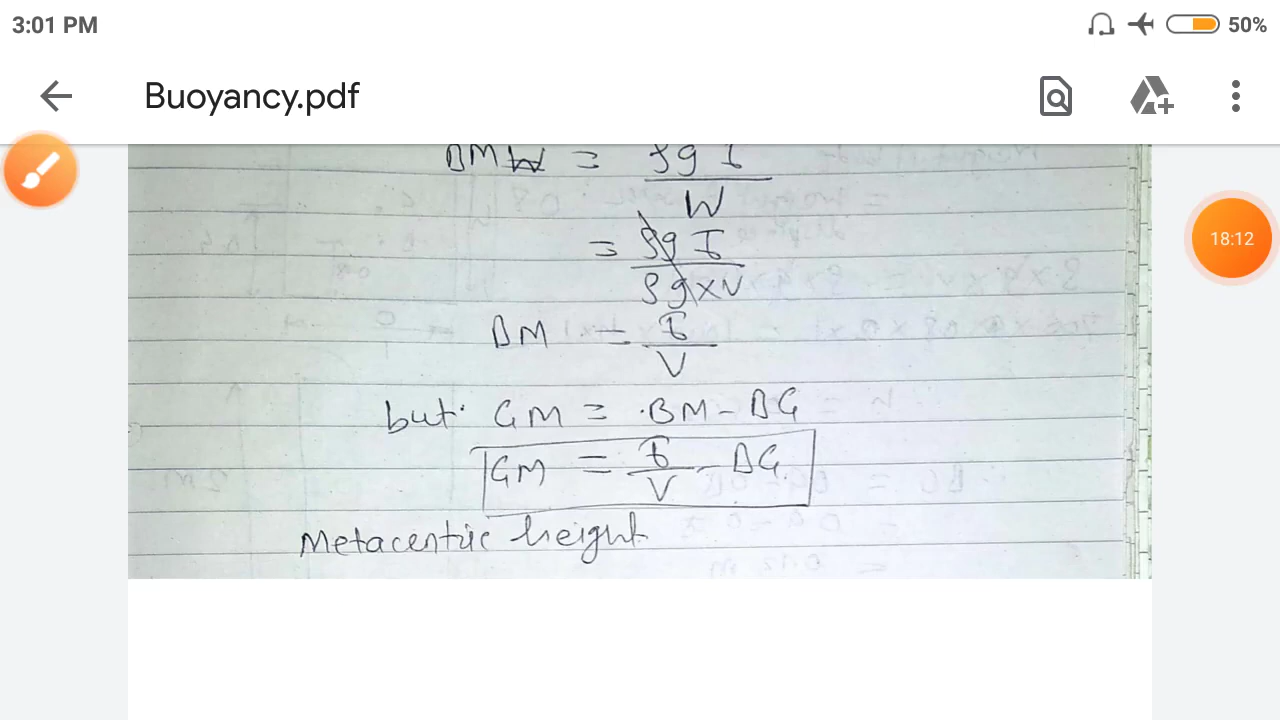 3:01 PM
50%
Buoyancy.pdf
18:12
BM W = ρg I
W
= ρg I
ρg × V
BM = I
V
but. GM = BM - BG
GM = I - BG
V
Metacentric height